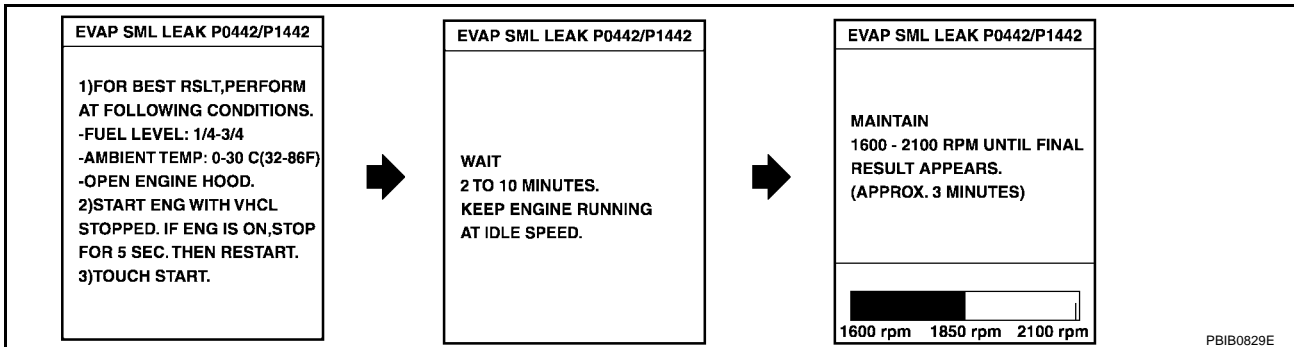 EVAP SML LEAK P0442/P1442
1)FOR BEST RSLT,PERFORM
AT FOLLOWING CONDITIONS.
-FUEL LEVEL: 1/4-3/4
-AMBIENT TEMP: 0-30 C(32-86F)
-OPEN ENGINE HOOD.
2)START ENG WITH VHCL
STOPPED. IF ENG IS ON,STOP
FOR 5 SEC. THEN RESTART.
3)TOUCH START.
EVAP SML LEAK P0442/P1442
WAIT
2 TO 10 MINUTES.
KEEP ENGINE RUNNING
AT IDLE SPEED.
EVAP SML LEAK P0442/P1442
MAINTAIN
1600 - 2100 RPM UNTIL FINAL
RESULT APPEARS.
(APPROX. 3 MINUTES)
1600 rpm 1850 rpm 2100 rpm
PBIB0829E